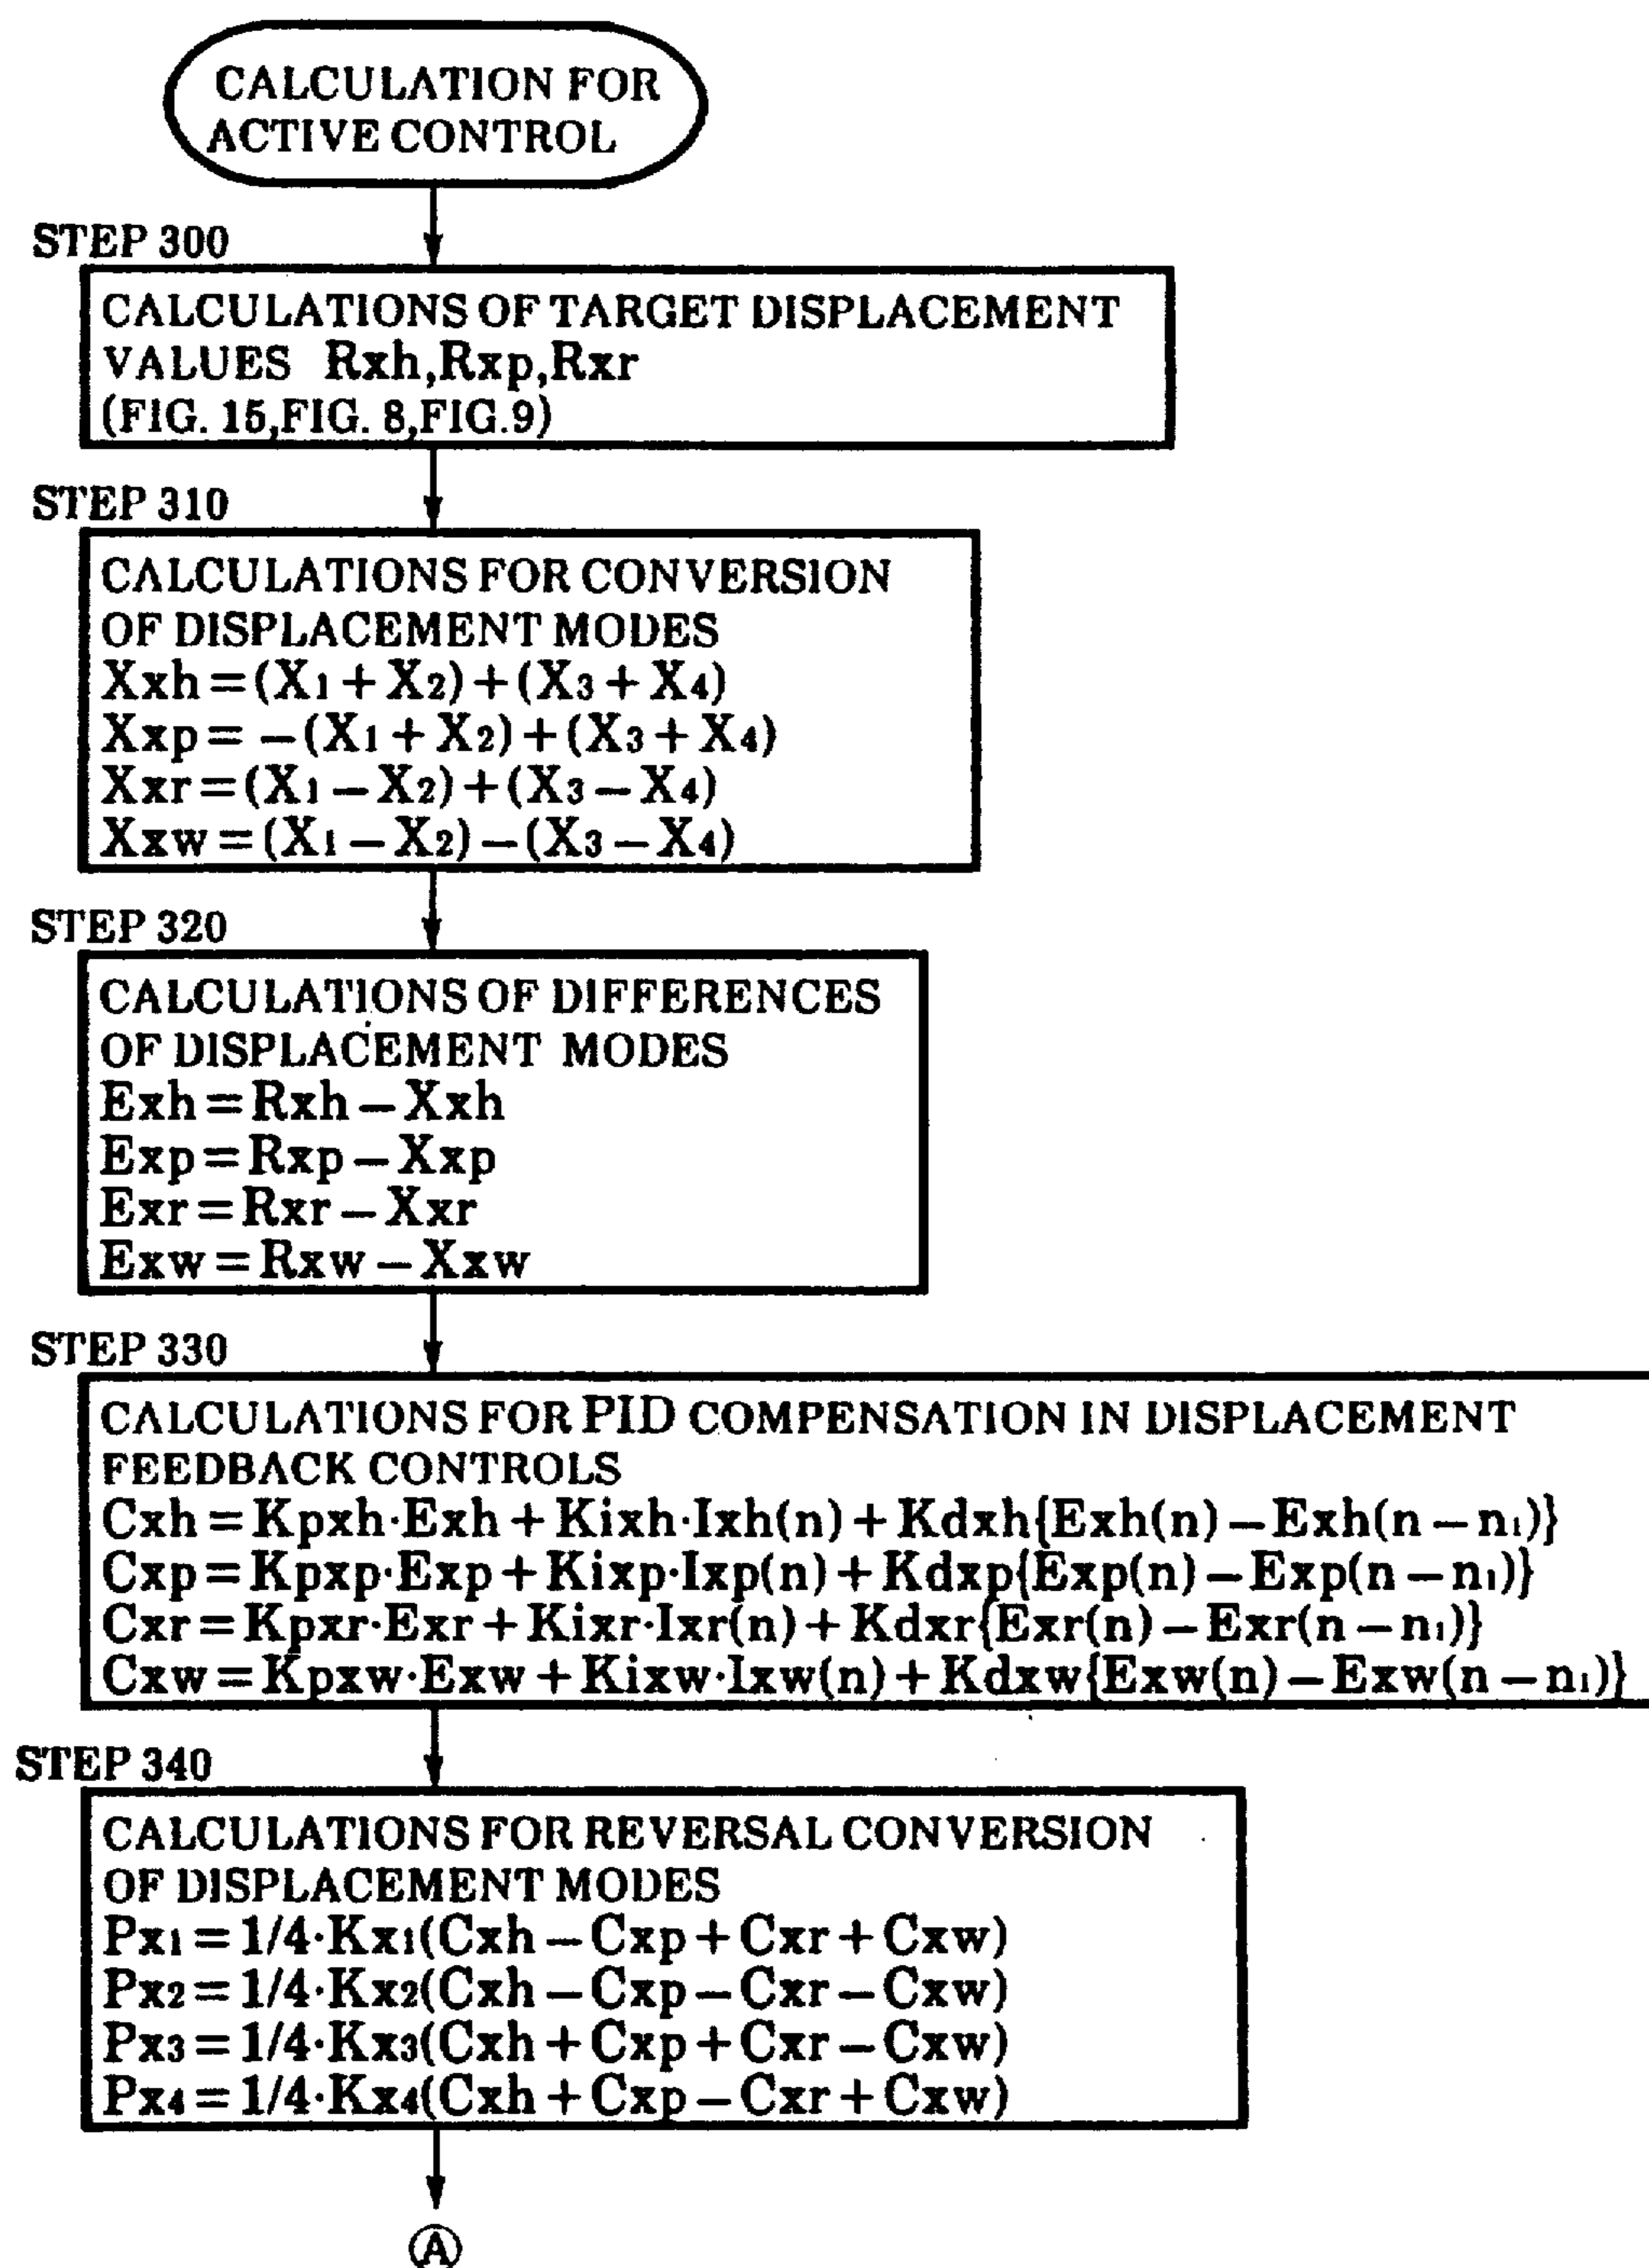 CALCULATION FOR
ACTIVE CONTROL
STEP 300
CALCULATIONS OF TARGET DISPLACEMENT
VALUES Rxh,Rxp,Rxr
(FIG. 15,FIG. 8,FIG.9)
STEP 310
CALCULATIONS FOR CONVERSION
OF DISPLACEMENT MODES
Xxh=(X₁+X₂)+(X₃+X₄)
Xxp=−(X₁+X₂)+(X₃+X₄)
Xxr=(X₁−X₂)+(X₃−X₄)
Xxw=(X₁−X₂)−(X₃−X₄)
STEP 320
CALCULATIONS OF DIFFERENCES
OF DISPLACEMENT MODES
Exh=Rxh−Xxh
Exp=Rxp−Xxp
Exr=Rxr−Xxr
Exw=Rxw−Xxw
STEP 330
CALCULATIONS FOR PID COMPENSATION IN DISPLACEMENT
FEEDBACK CONTROLS
Cxh=Kpxh·Exh+Kixh·Ixh(n)+Kdxh{Exh(n)−Exh(n−n₁)}
Cxp=Kpxp·Exp+Kixp·Ixp(n)+Kdxp{Exp(n)−Exp(n−n₁)}
Cxr=Kpxr·Exr+Kixr·Ixr(n)+Kdxr{Exr(n)−Exr(n−n₁)}
Cxw=Kpxw·Exw+Kixw·Ixw(n)+Kdxw{Exw(n)−Exw(n−n₁)}
STEP 340
CALCULATIONS FOR REVERSAL CONVERSION
OF DISPLACEMENT MODES
Px₁=1/4·Kx₁(Cxh−Cxp+Cxr+Cxw)
Px₂=1/4·Kx₂(Cxh−Cxp−Cxr−Cxw)
Px₃=1/4·Kx₃(Cxh+Cxp+Cxr−Cxw)
Px₄=1/4·Kx₄(Cxh+Cxp−Cxr+Cxw)
Ⓐ